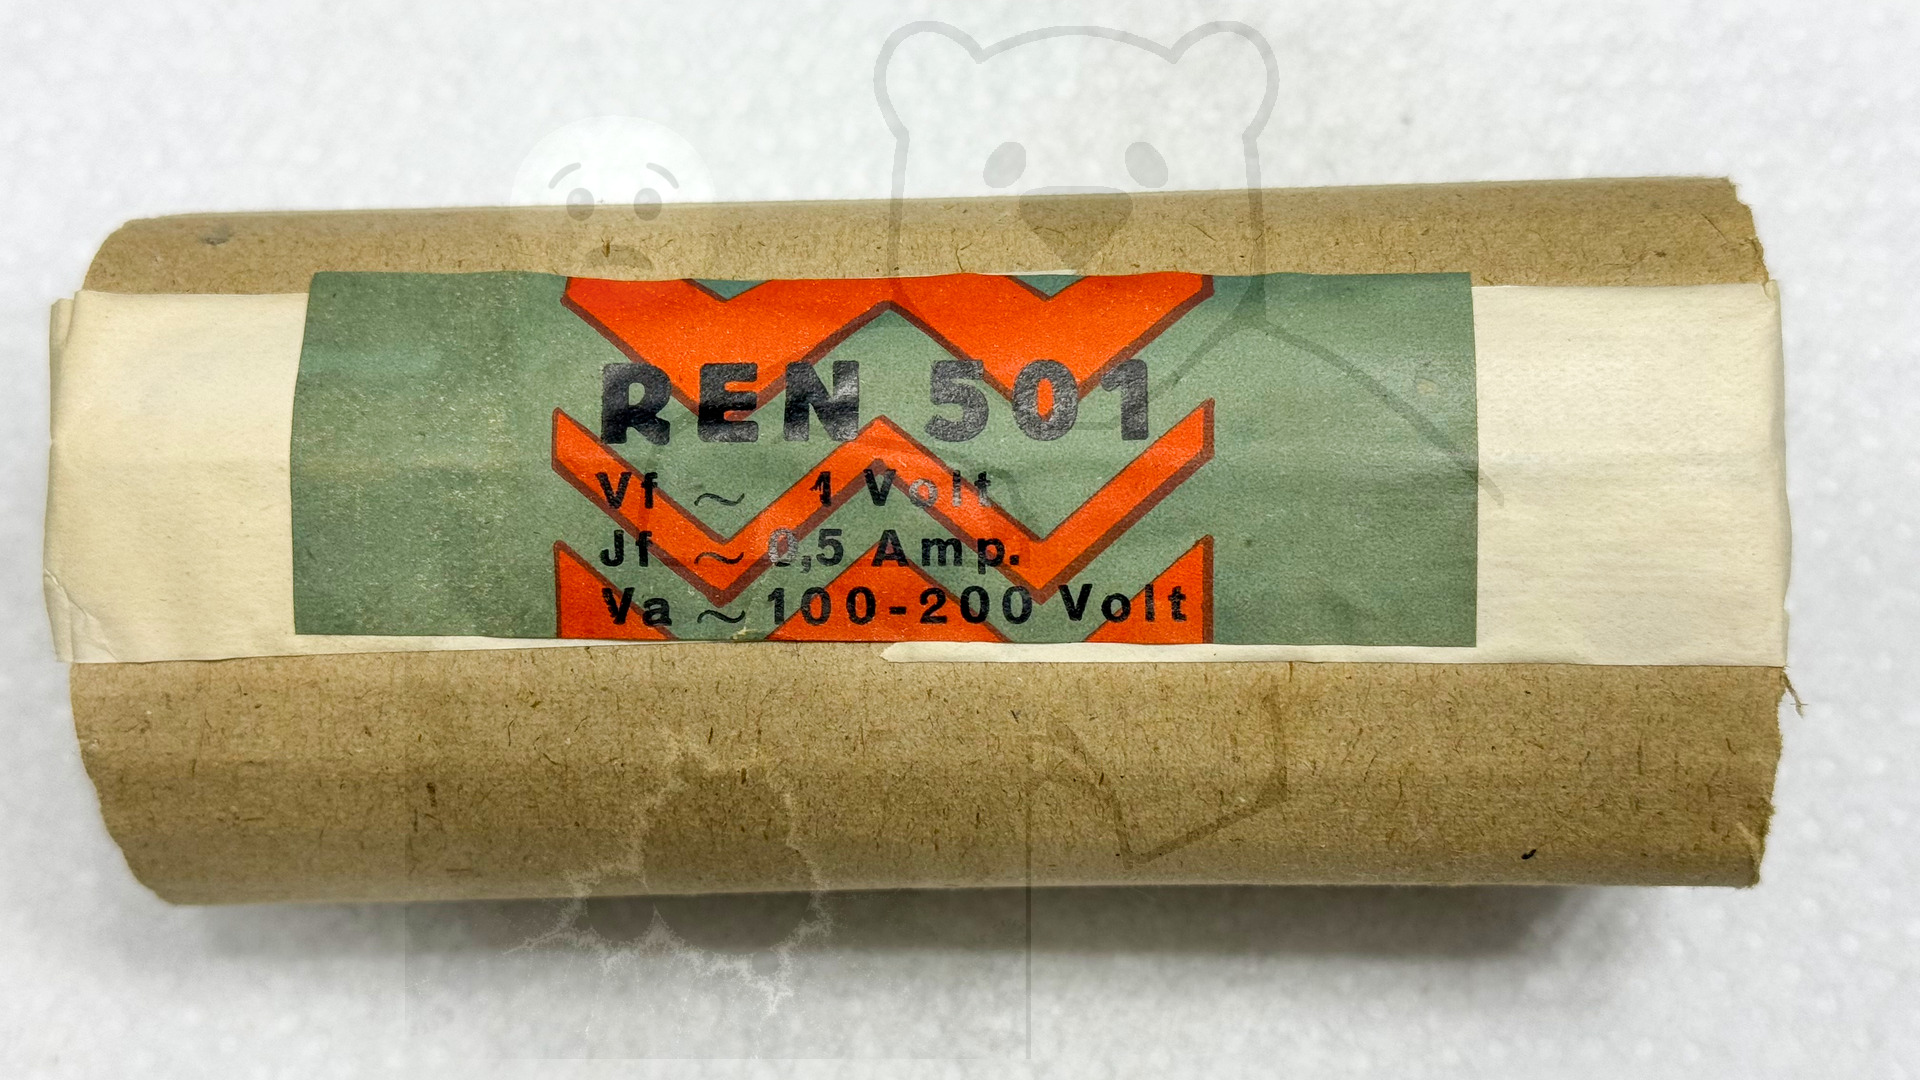 REN 501
Vf ~ 1 Volt
Jf ~ 0,5 Amp.
Va ~ 100-200 Volt